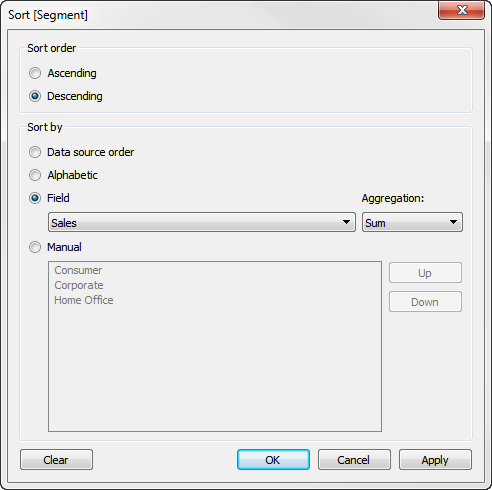 Sort [Segment]
Sort order
Ascending
Descending
Sort by
Data source order
Alphabetic
Field
Aggregation:
Sales
Sum
Manual
Consumer
Corporate
Home Office
Up
Down
Clear
OK
Cancel
Apply